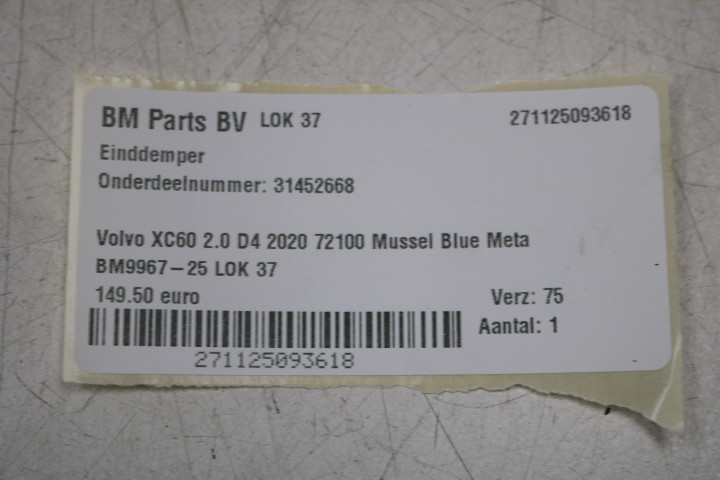 BM Parts BV LOK 37 271125093618
Einddemper
Onderdeelnummer: 31452668
Volvo XC60 2.0 D4 2020 72100 Mussel Blue Meta
BM9967-25 LOK 37
149.50 euro Verz: 75
Aantal: 1
271125093618